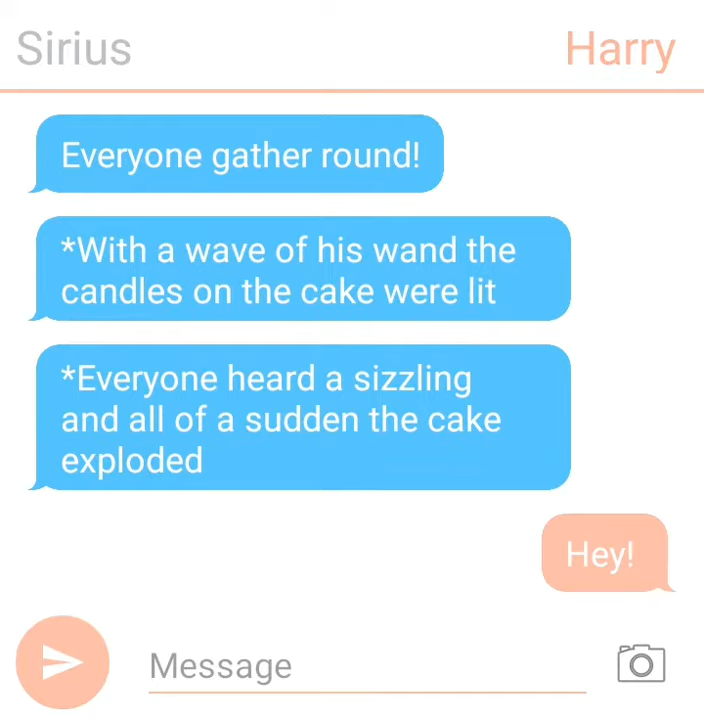 Sirius
Harry
Everyone gather round!
*With a wave of his wand the
candles on the cake were lit
*Everyone heard a sizzling
and all of a sudden the cake
exploded
Hey!
Message